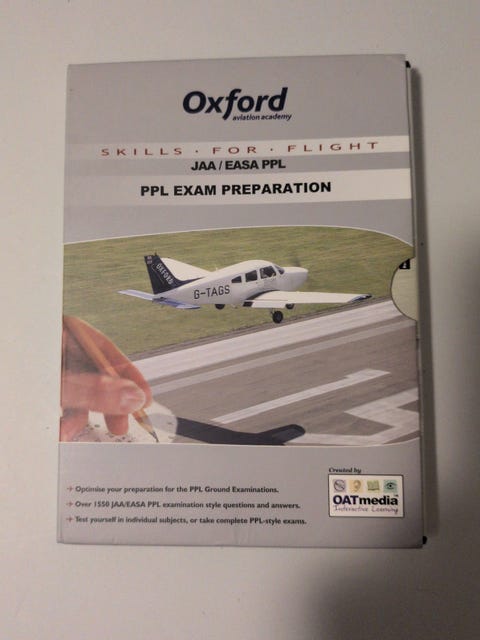 Oxford
aviation academy
SKILLS · FOR · FLIGHT
JAA / EASA PPL
PPL EXAM PREPARATION
OXFORD
G-TAGS
Created by
OATmedia™
Interactive Learning
Optimise your preparation for the PPL Ground Examinations.
Over 1550 JAA/EASA PPL examination style questions and answers.
Test yourself in individual subjects, or take complete PPL-style exams.